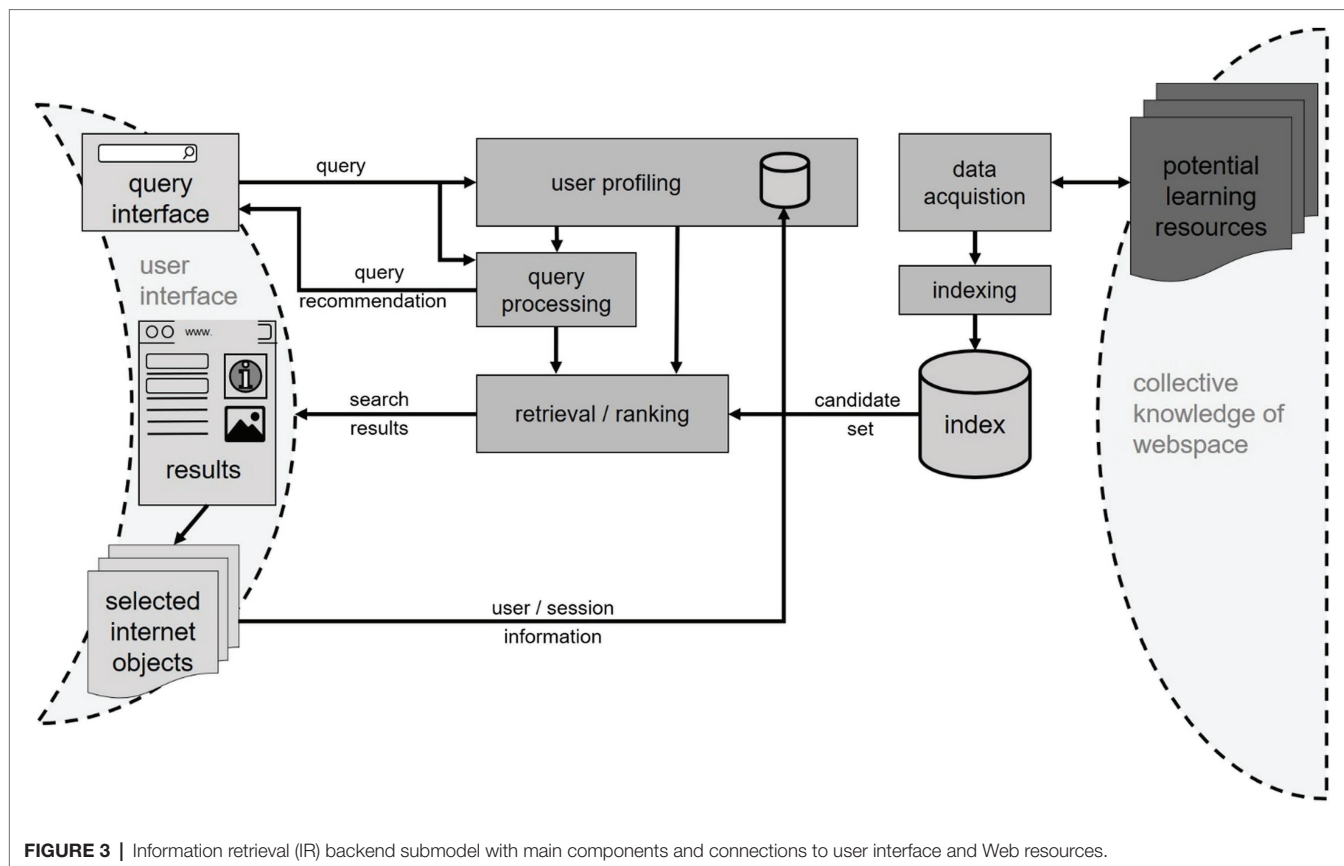 query
interface
user
interface
www.
results
selected
internet
objects
query
query
recommendation
search
results
user / session
information
user profiling
query
processing
retrieval / ranking
candidate
set
data
acquistion
indexing
index
potential
learning
resources
collective
knowledge of
webspace
FIGURE 3 | Information retrieval (IR) backend submodel with main components and connections to user interface and Web resources.